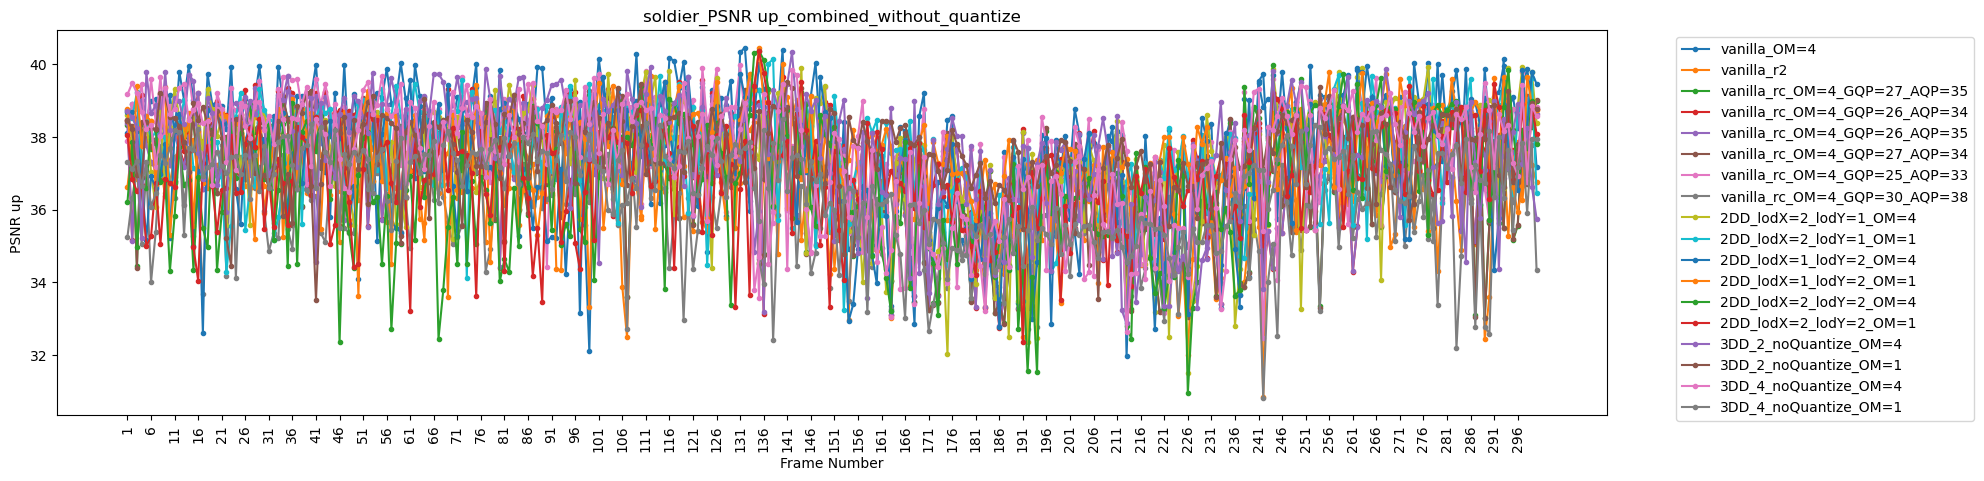 soldier_PSNR up_combined_without_quantize
PSNR up
40
38
36
34
32
1 6 11 16 21 26 31 36 41 46 51 56 61 66 71 76 81 86 91 96 101 106 111 116 121 126 131 136 141 146 151 156 161 166 171 176 181 186 191 196 201 206 211 216 221 226 231 236 241 246 251 256 261 266 271 276 281 286 291 296
Frame Number
vanilla_OM=4
vanilla_r2
vanilla_rc_OM=4_GQP=27_AQP=35
vanilla_rc_OM=4_GQP=26_AQP=34
vanilla_rc_OM=4_GQP=26_AQP=35
vanilla_rc_OM=4_GQP=27_AQP=34
vanilla_rc_OM=4_GQP=25_AQP=33
vanilla_rc_OM=4_GQP=30_AQP=38
2DD_lodX=2_lodY=1_OM=4
2DD_lodX=2_lodY=1_OM=1
2DD_lodX=1_lodY=2_OM=4
2DD_lodX=1_lodY=2_OM=1
2DD_lodX=2_lodY=2_OM=4
2DD_lodX=2_lodY=2_OM=1
3DD_2_noQuantize_OM=4
3DD_2_noQuantize_OM=1
3DD_4_noQuantize_OM=4
3DD_4_noQuantize_OM=1